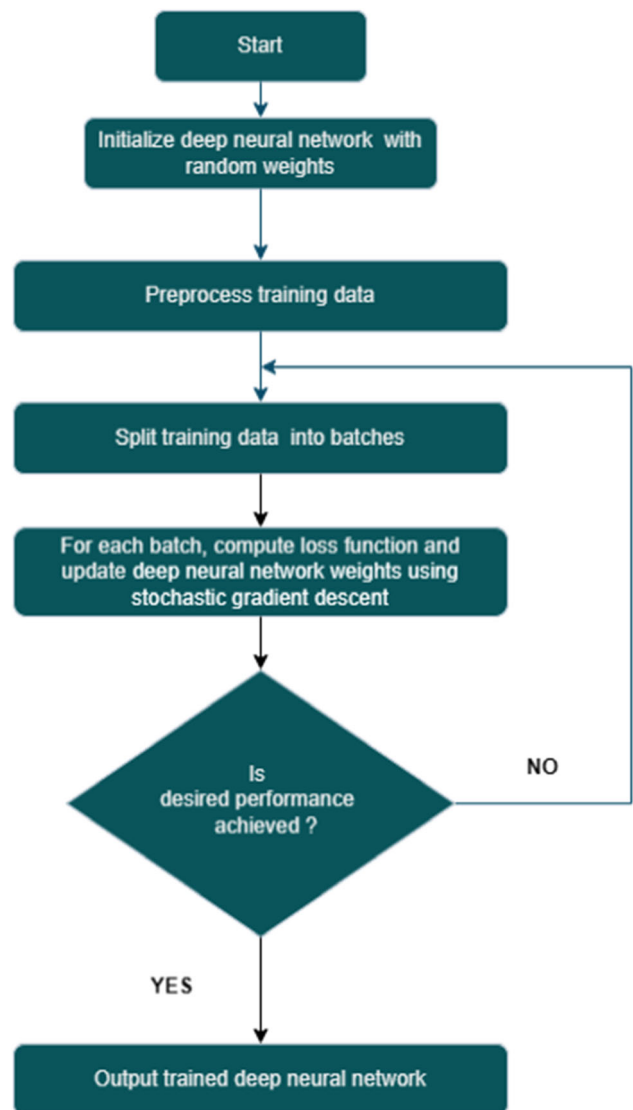 Start
Initialize deep neural network with
random weights
Preprocess training data
Split training data into batches
For each batch, compute loss function and
update deep neural network weights using
stochastic gradient descent
Is
desired performance
achieved ?
NO
YES
Output trained deep neural network